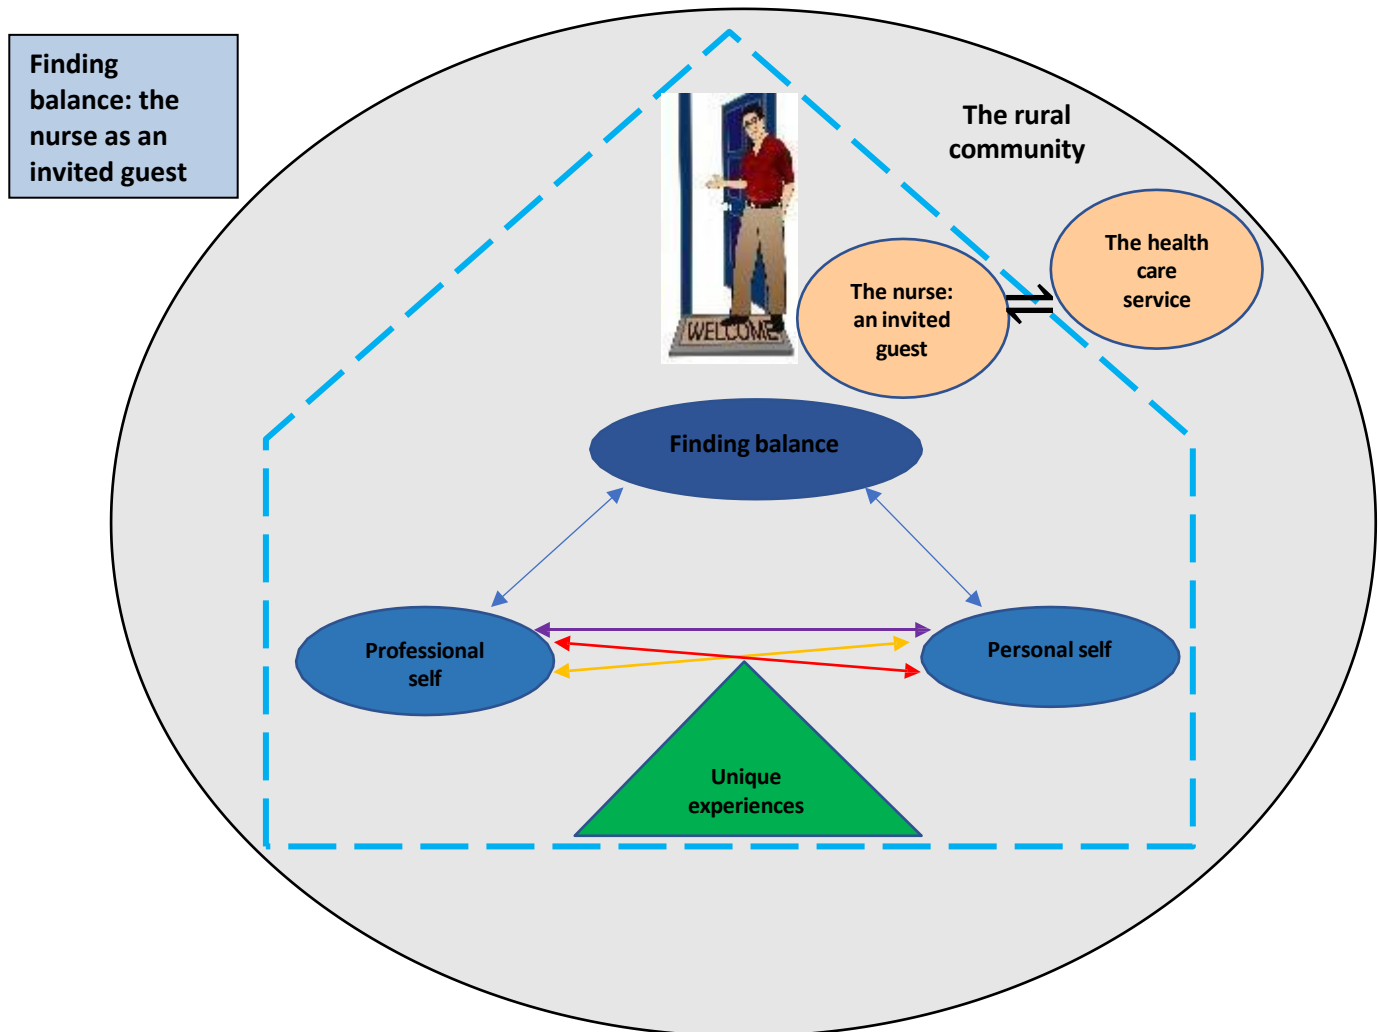 Finding
balance: the
nurse as an
invited guest
The rural
community
The health
care
service
The nurse:
an invited
guest
WELCOME
Finding balance
Professional
self
Personal self
Unique
experiences